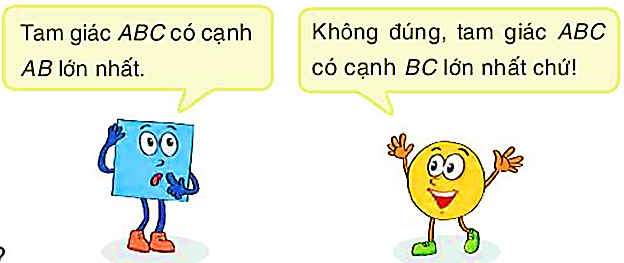 Tam giác ABC có cạnh
AB lớn nhất.
Không đúng, tam giác ABC
có cạnh BC lớn nhất chứ!
?